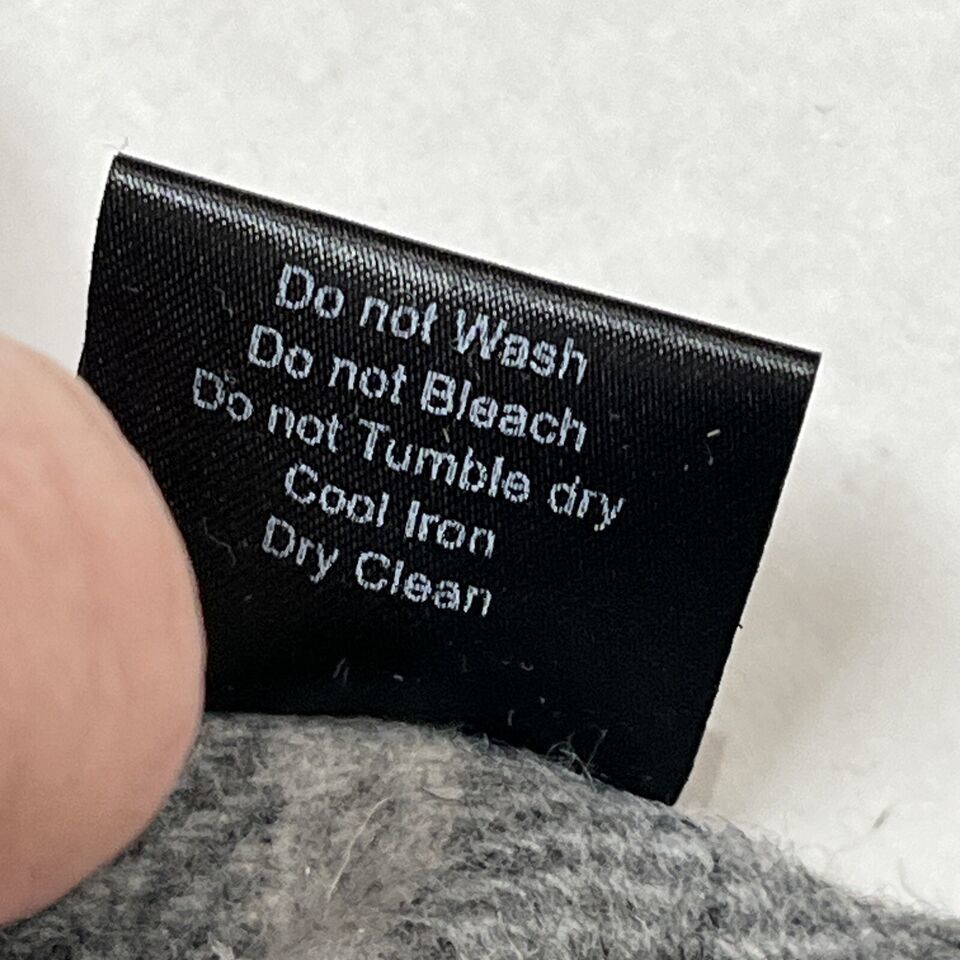 Do not Wash
Do not Bleach
Do not Tumble dry
Cool Iron
Dry Clean